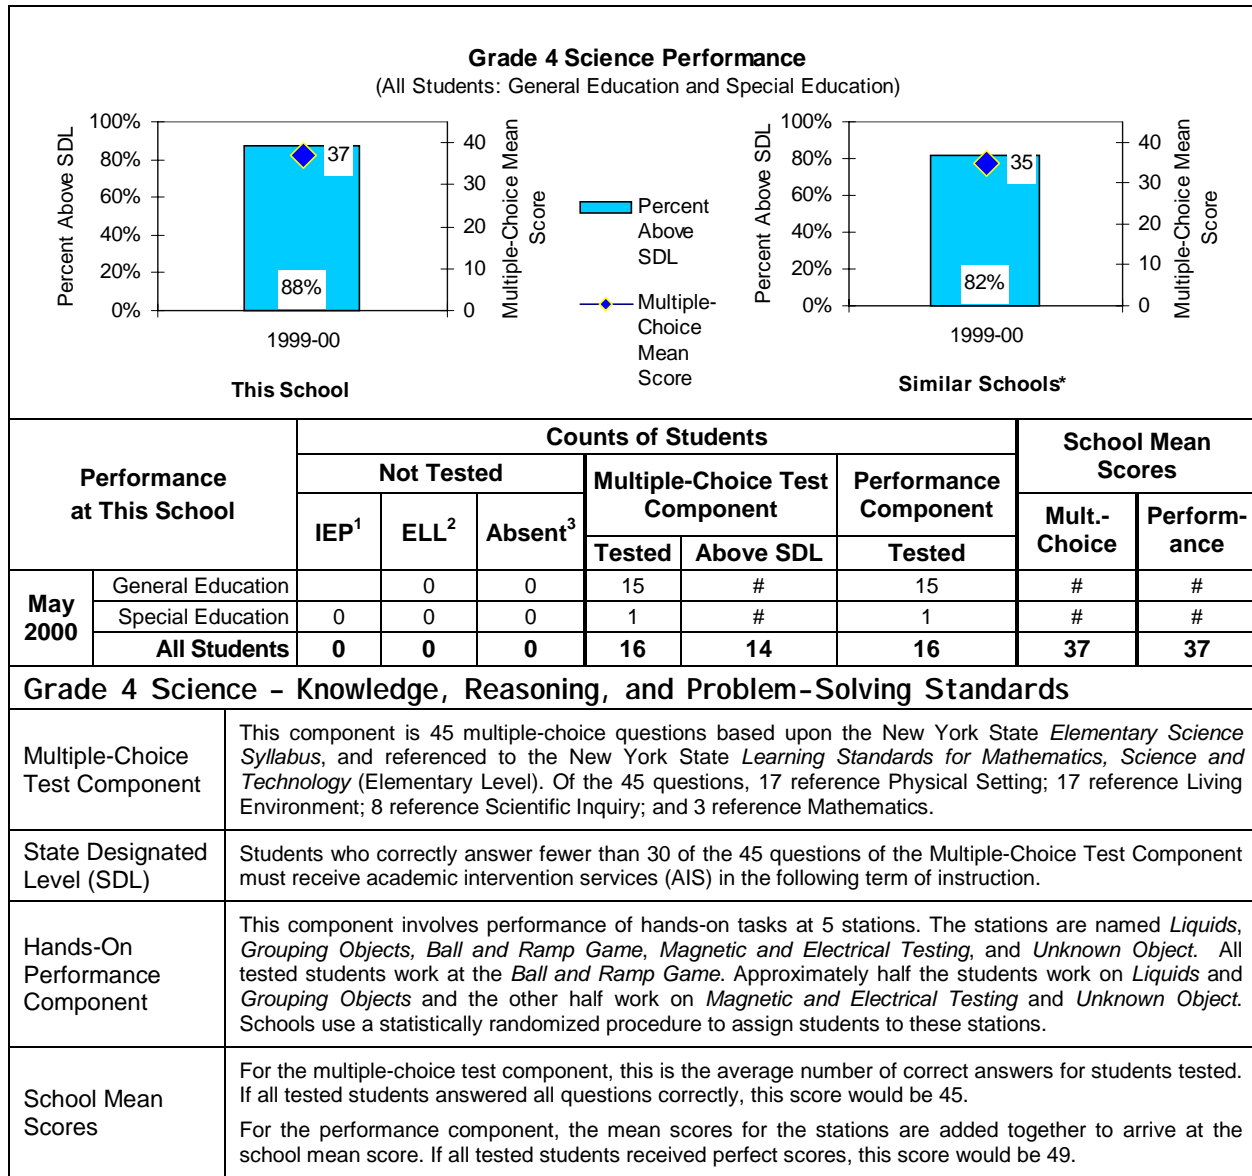 Grade 4 Science Performance
(All Students: General Education and Special Education)
Percent Above SDL
100%
80%
60%
40%
20%
0%
37
88%
40
30
20
10
0
Multiple-Choice Mean
Score
1999-00
This School
Percent
Above
SDL
Multiple-
Choice
Mean
Score
Percent Above SDL
100%
80%
60%
40%
20%
0%
35
82%
40
30
20
10
0
Multiple-Choice Mean
Score
1999-00
Similar Schools*
Performance
at This School
Counts of Students
School Mean
Scores
Not Tested
Multiple-Choice Test
Component
Performance
Component
IEP1 ELL2 Absent3
Mult.-
Choice
Perform-
ance
Tested Above SDL Tested
May
2000
General Education 0 0 15 # 15 # #
Special Education 0 0 0 1 # 1 # #
All Students 0 0 0 16 14 16 37 37
Grade 4 Science – Knowledge, Reasoning, and Problem-Solving Standards
Multiple-Choice
Test Component
This component is 45 multiple-choice questions based upon the New York State Elementary Science
Syllabus, and referenced to the New York State Learning Standards for Mathematics, Science and
Technology (Elementary Level). Of the 45 questions, 17 reference Physical Setting; 17 reference Living
Environment; 8 reference Scientific Inquiry; and 3 reference Mathematics.
State Designated
Level (SDL)
Students who correctly answer fewer than 30 of the 45 questions of the Multiple-Choice Test Component
must receive academic intervention services (AIS) in the following term of instruction.
Hands-On
Performance
Component
This component involves performance of hands-on tasks at 5 stations. The stations are named Liquids,
Grouping Objects, Ball and Ramp Game, Magnetic and Electrical Testing, and Unknown Object. All
tested students work at the Ball and Ramp Game. Approximately half the students work on Liquids and
Grouping Objects and the other half work on Magnetic and Electrical Testing and Unknown Object.
Schools use a statistically randomized procedure to assign students to these stations.
School Mean
Scores
For the multiple-choice test component, this is the average number of correct answers for students tested.
If all tested students answered all questions correctly, this score would be 45.
For the performance component, the mean scores for the stations are added together to arrive at the
school mean score. If all tested students received perfect scores, this score would be 49.